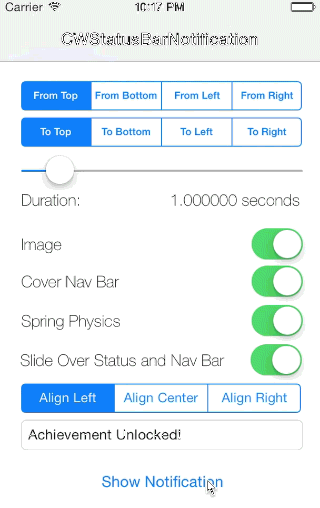 Carrier 10:17 PM
CWStatusBarNotification
From Top From Bottom From Left From Right
To Top To Bottom To Left To Right
Duration: 1.000000 seconds
Image
Cover Nav Bar
Spring Physics
Slide Over Status and Nav Bar
Align Left Align Center Align Right
Achievement Unlocked!
Show Notification